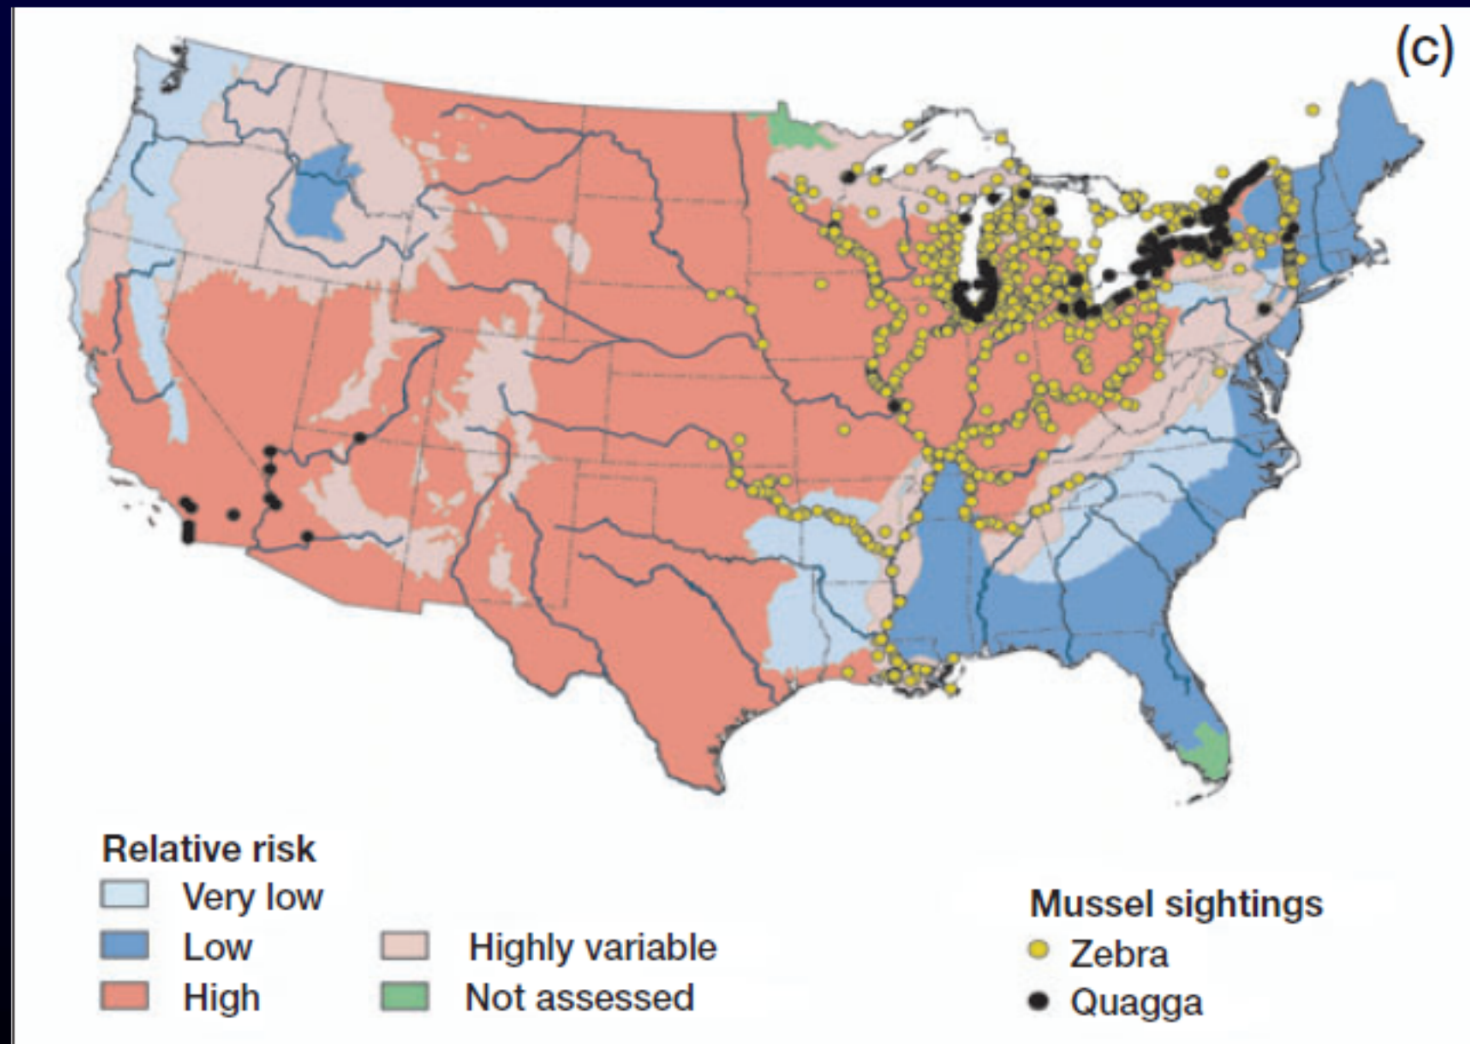 (c)
Relative risk
Very low
Low
High
Highly variable
Not assessed
Mussel sightings
Zebra
Quagga